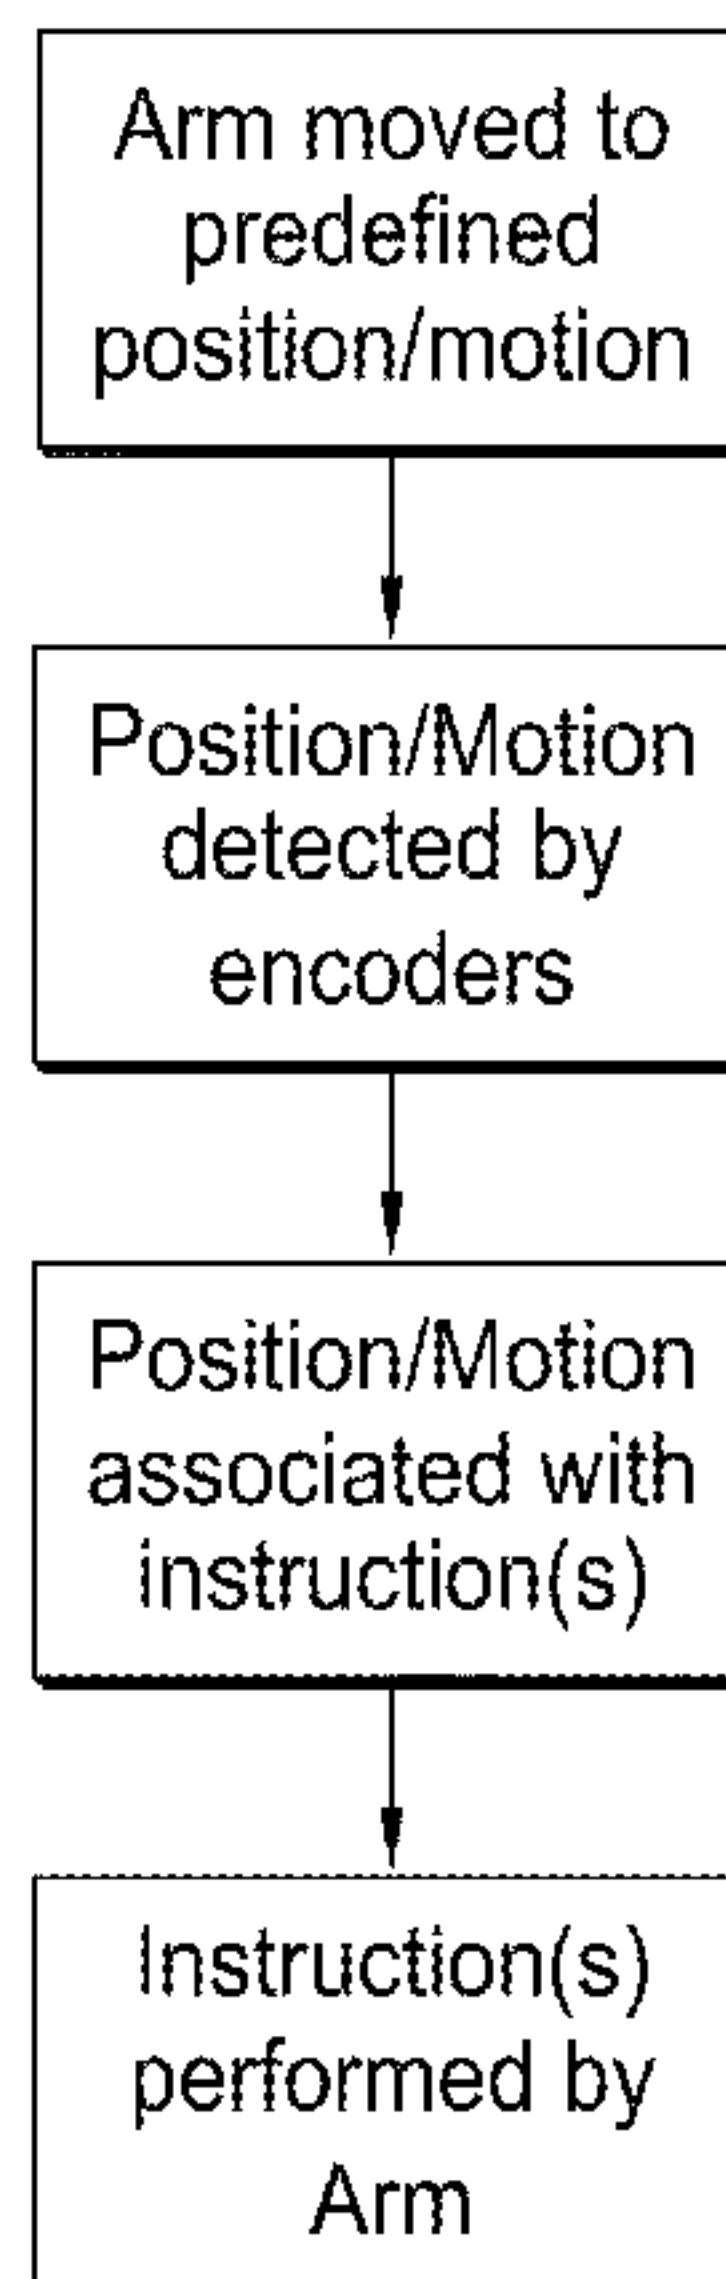 Arm moved to
predefined
position/motion
Position/Motion
detected by
encoders
Position/Motion
associated with
instruction(s)
Instruction(s)
performed by
Arm